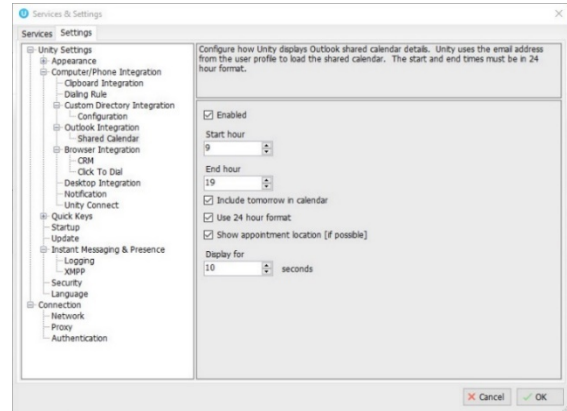 Services & Settings
Services Settings
Unity Settings
Appearance
Computer/Phone Integration
Clipboard Integration
Dialing Rule
Custom Directory Integration
Configuration
Outlook Integration
Shared Calendar
Browser Integration
CRM
Click To Dial
Desktop Integration
Notification
Unity Connect
Quick Keys
Startup
Update
Instant Messaging & Presence
Logging
XMPP
Security
Language
Connection
Network
Proxy
Authentication
Configure how Unity displays Outlook shared calendar details. Unity uses the email address
from the user profile to load the shared calendar. The start and end times must be in 24
hour format.
Enabled
Start hour
9
End hour
19
Include tomorrow in calendar
Use 24 hour format
Show appointment location [if possible]
Display for
10 seconds
Cancel OK